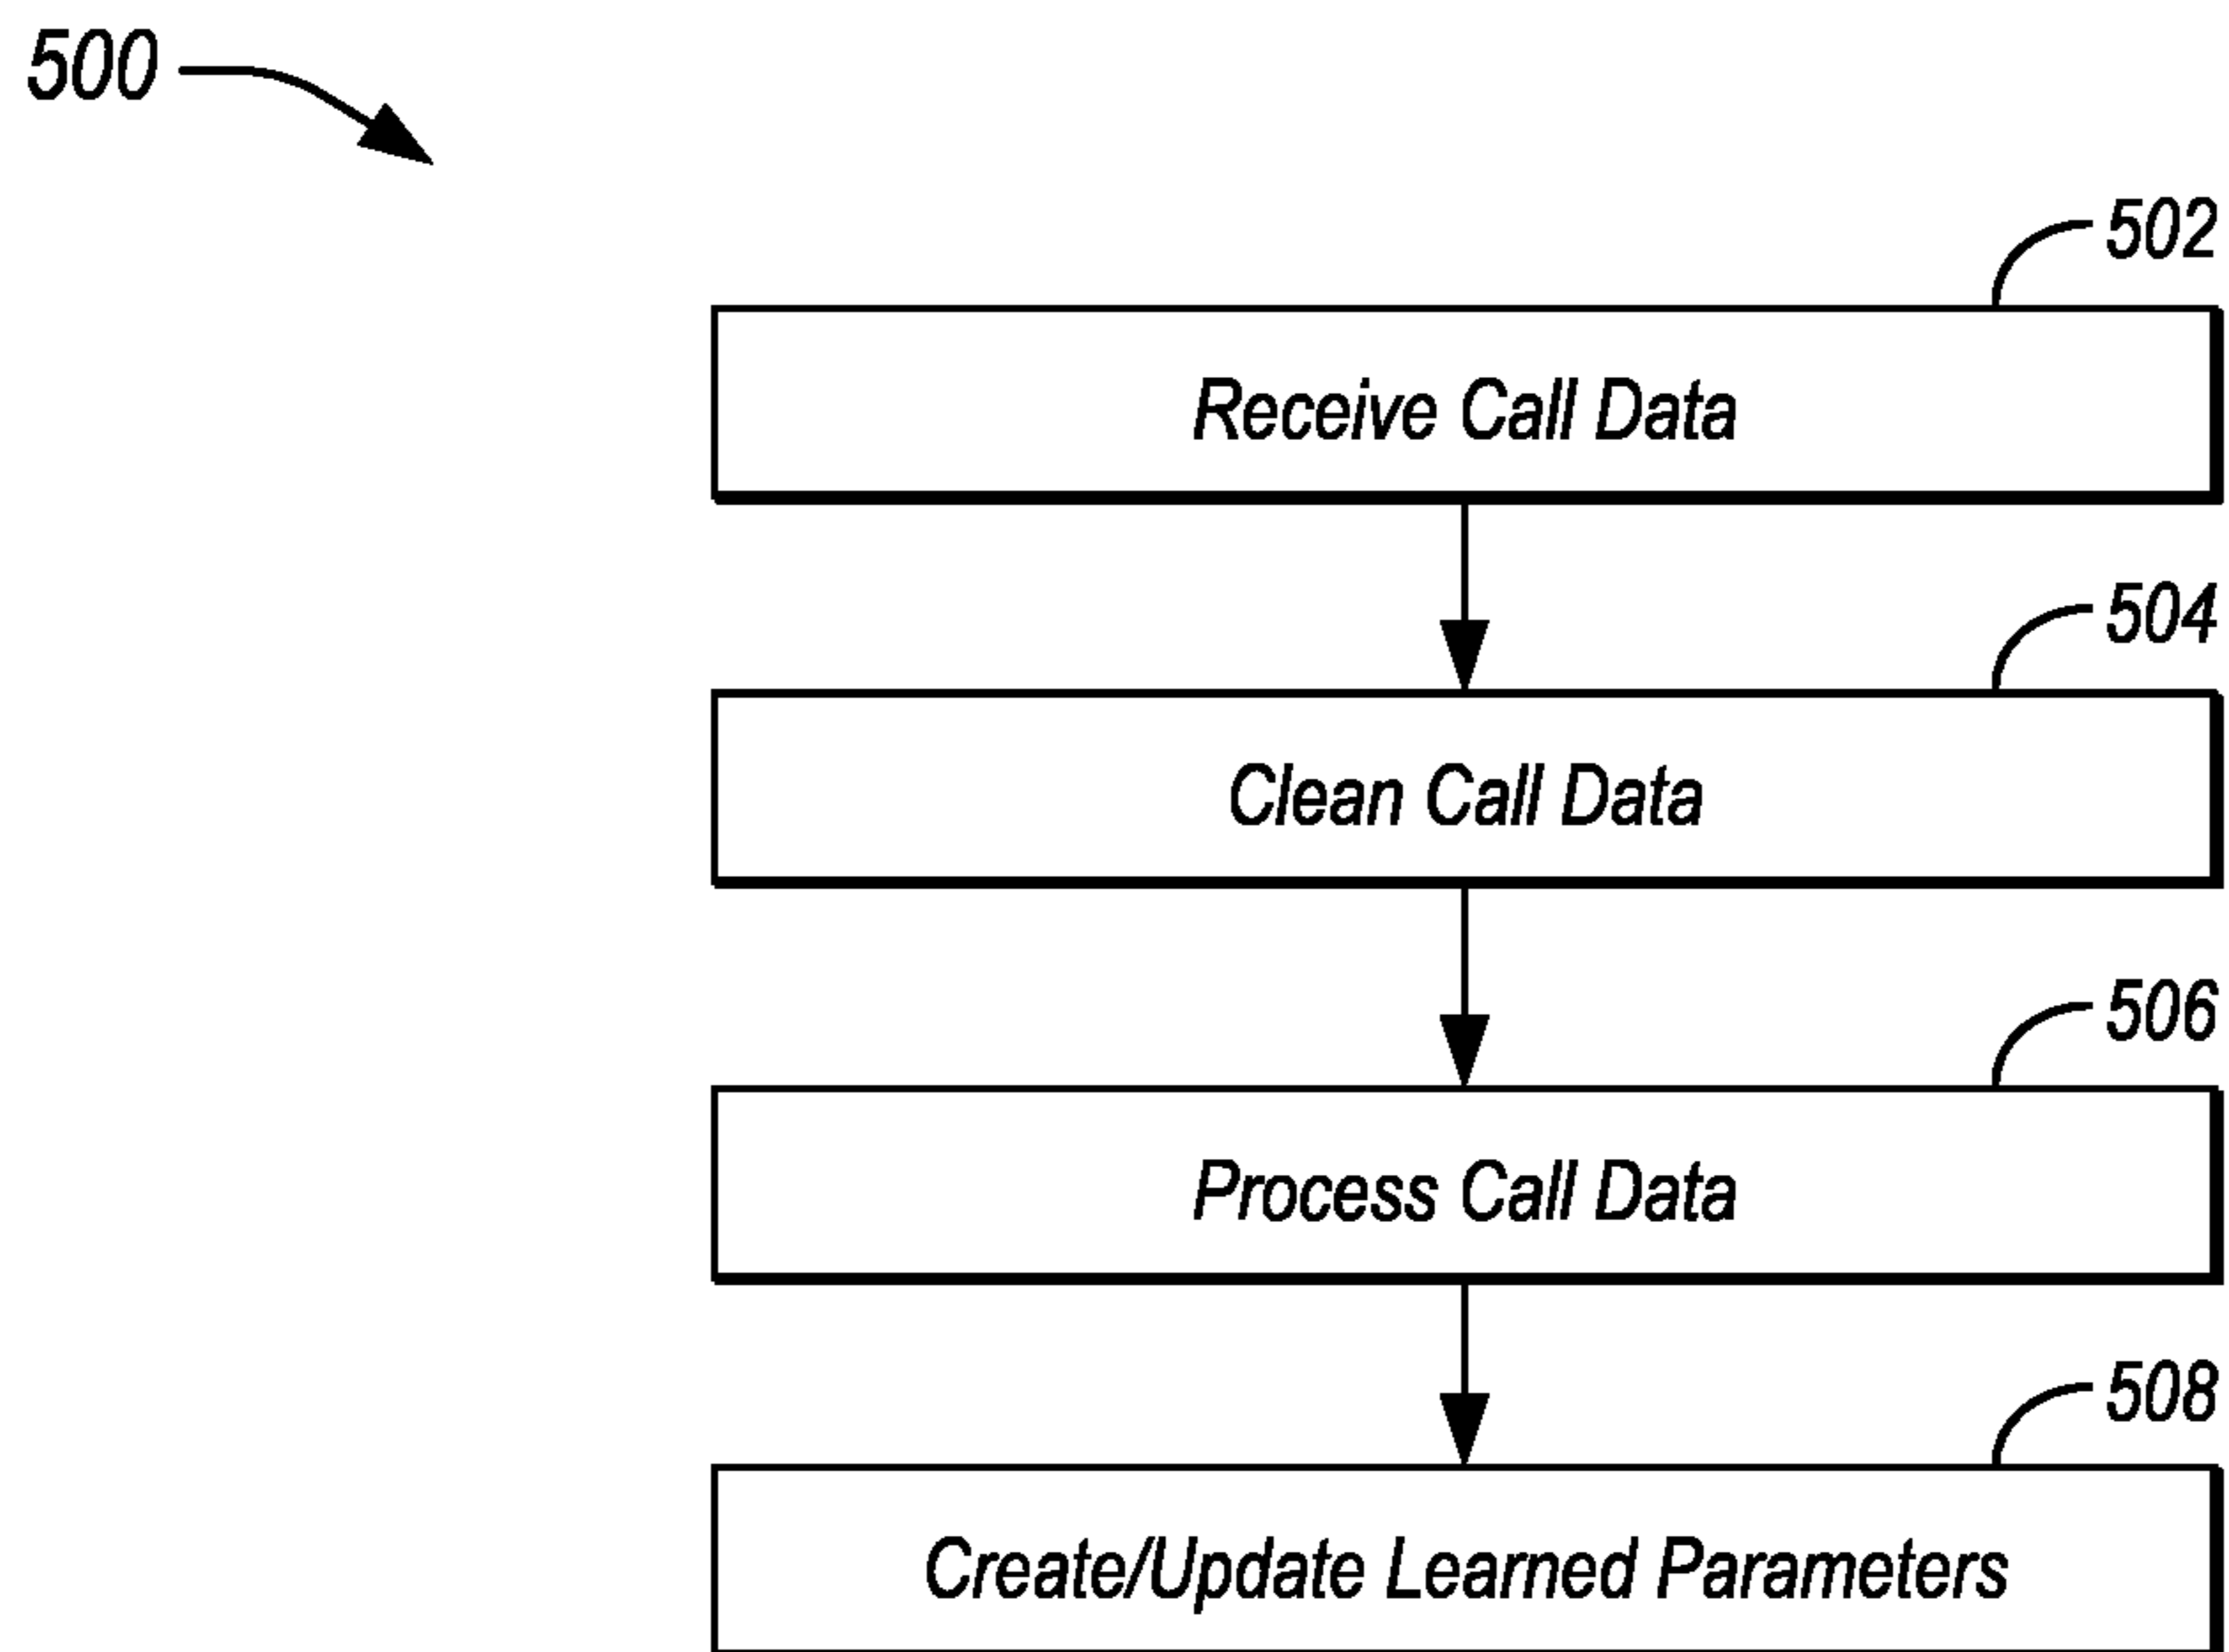 500
502
Receive Call Data
504
Clean Call Data
506
Process Call Data
508
Create/Update Learned Parameters